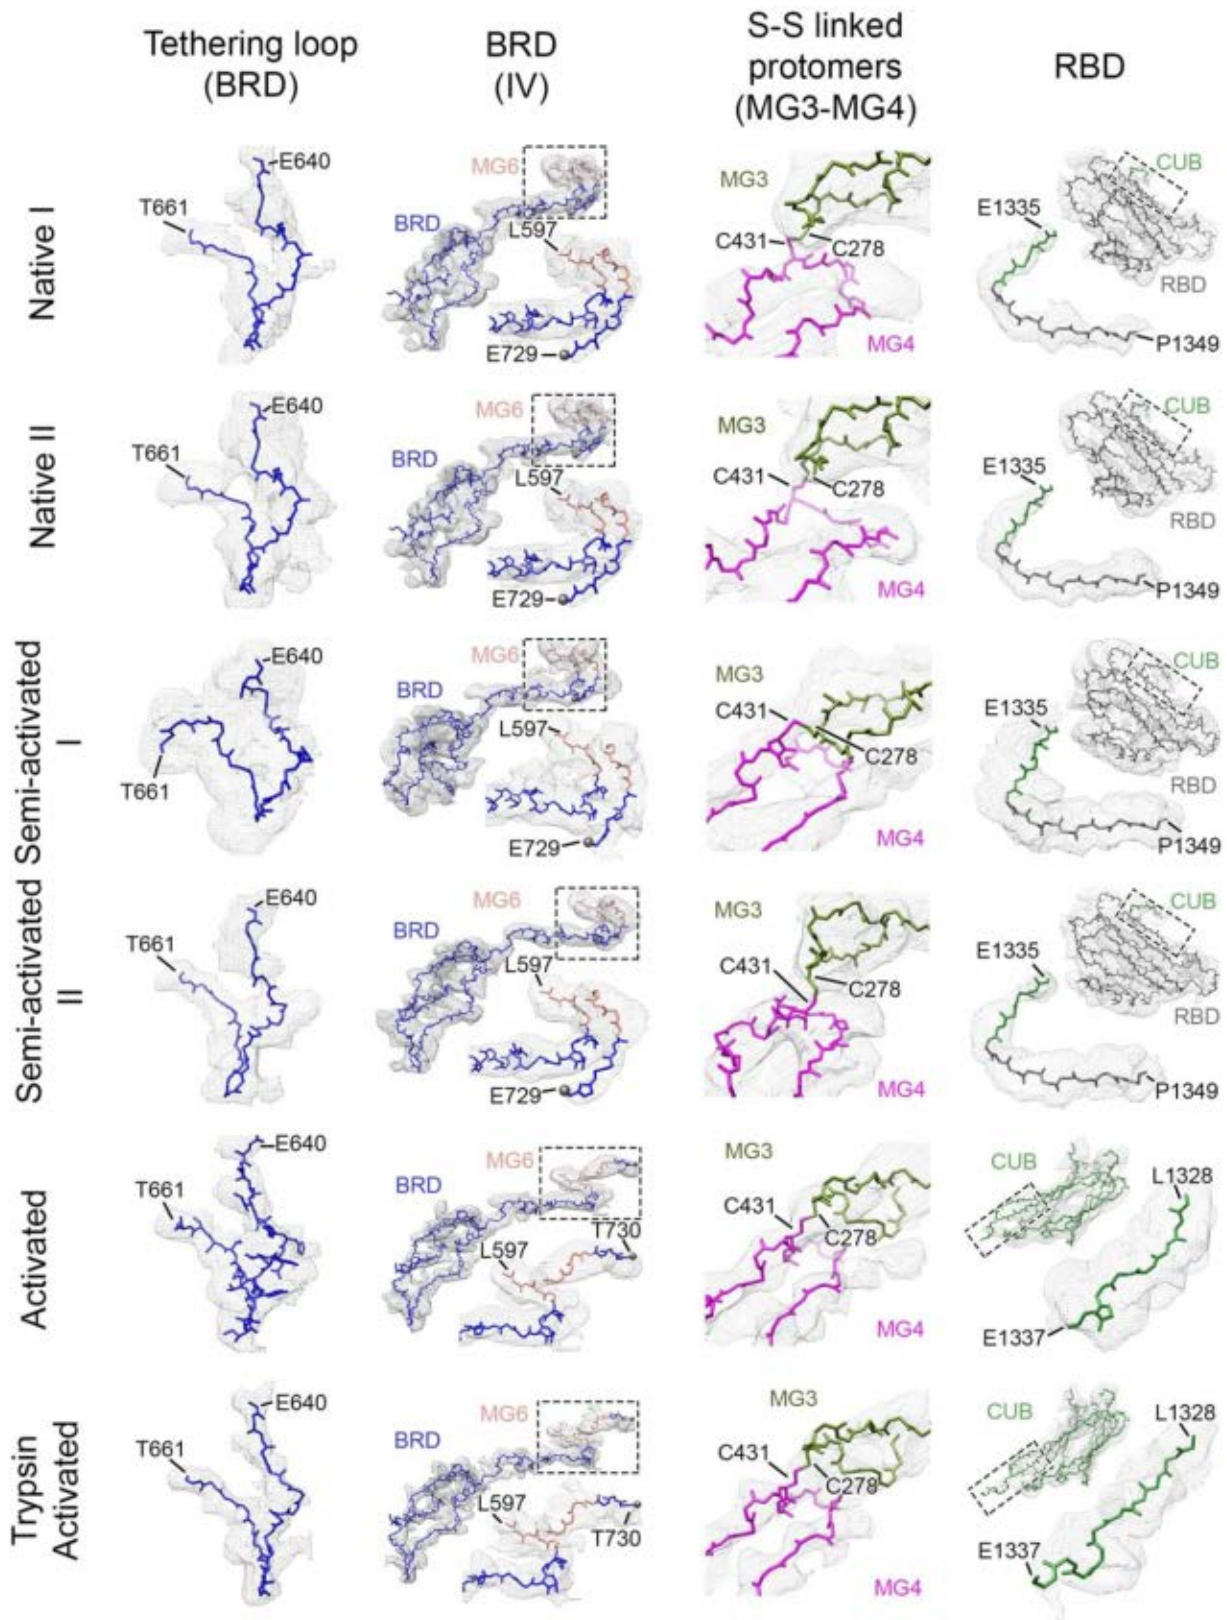 Tethering loop
(BRD)
BRD
(IV)
S-S linked
protomers
(MG3-MG4)
RBD
Native I
E640
T661
MG6
BRD
L597
E729
MG3
C431
C278
MG4
CUB
E1335
RBD
P1349
Native II
E640
T661
MG6
BRD
L597
E729
MG3
C431
C278
MG4
CUB
E1335
RBD
P1349
Semi-activated
I
E640
T661
MG6
BRD
L597
E729
MG3
C431
C278
MG4
CUB
E1335
RBD
P1349
Semi-activated
II
E640
T661
MG6
BRD
L597
E729
MG3
C431
C278
MG4
CUB
E1335
RBD
P1349
Activated
E640
T661
MG6
BRD
T730
L597
MG3
C431
C278
MG4
CUB
L1328
E1337
Trypsin
Activated
E640
T661
MG6
BRD
L597
T730
MG3
C431
C278
MG4
CUB
L1328
E1337